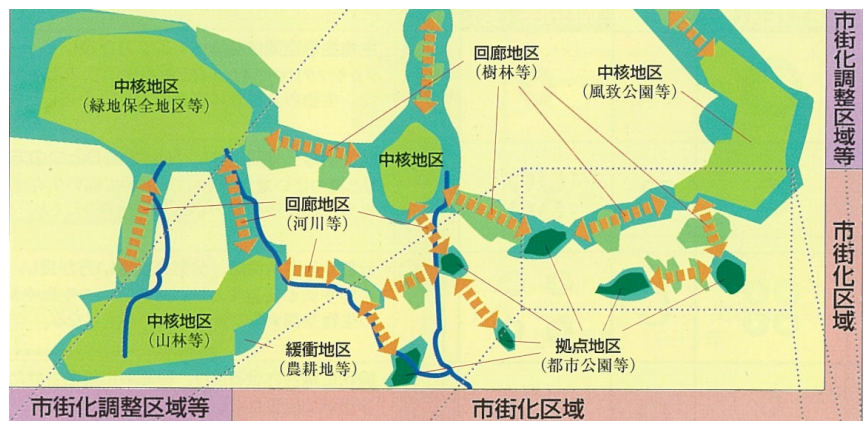 中核地区
(緑地保全地区等)
回廊地区
(樹林等)
中核地区
(風致公園等)
市街化調整区域等
中核地区
回廊地区
(河川等)
市街化区域
中核地区
(山林等)
緩衝地区
(農耕地等)
拠点地区
(都市公園等)
市街化調整区域等
市街化区域